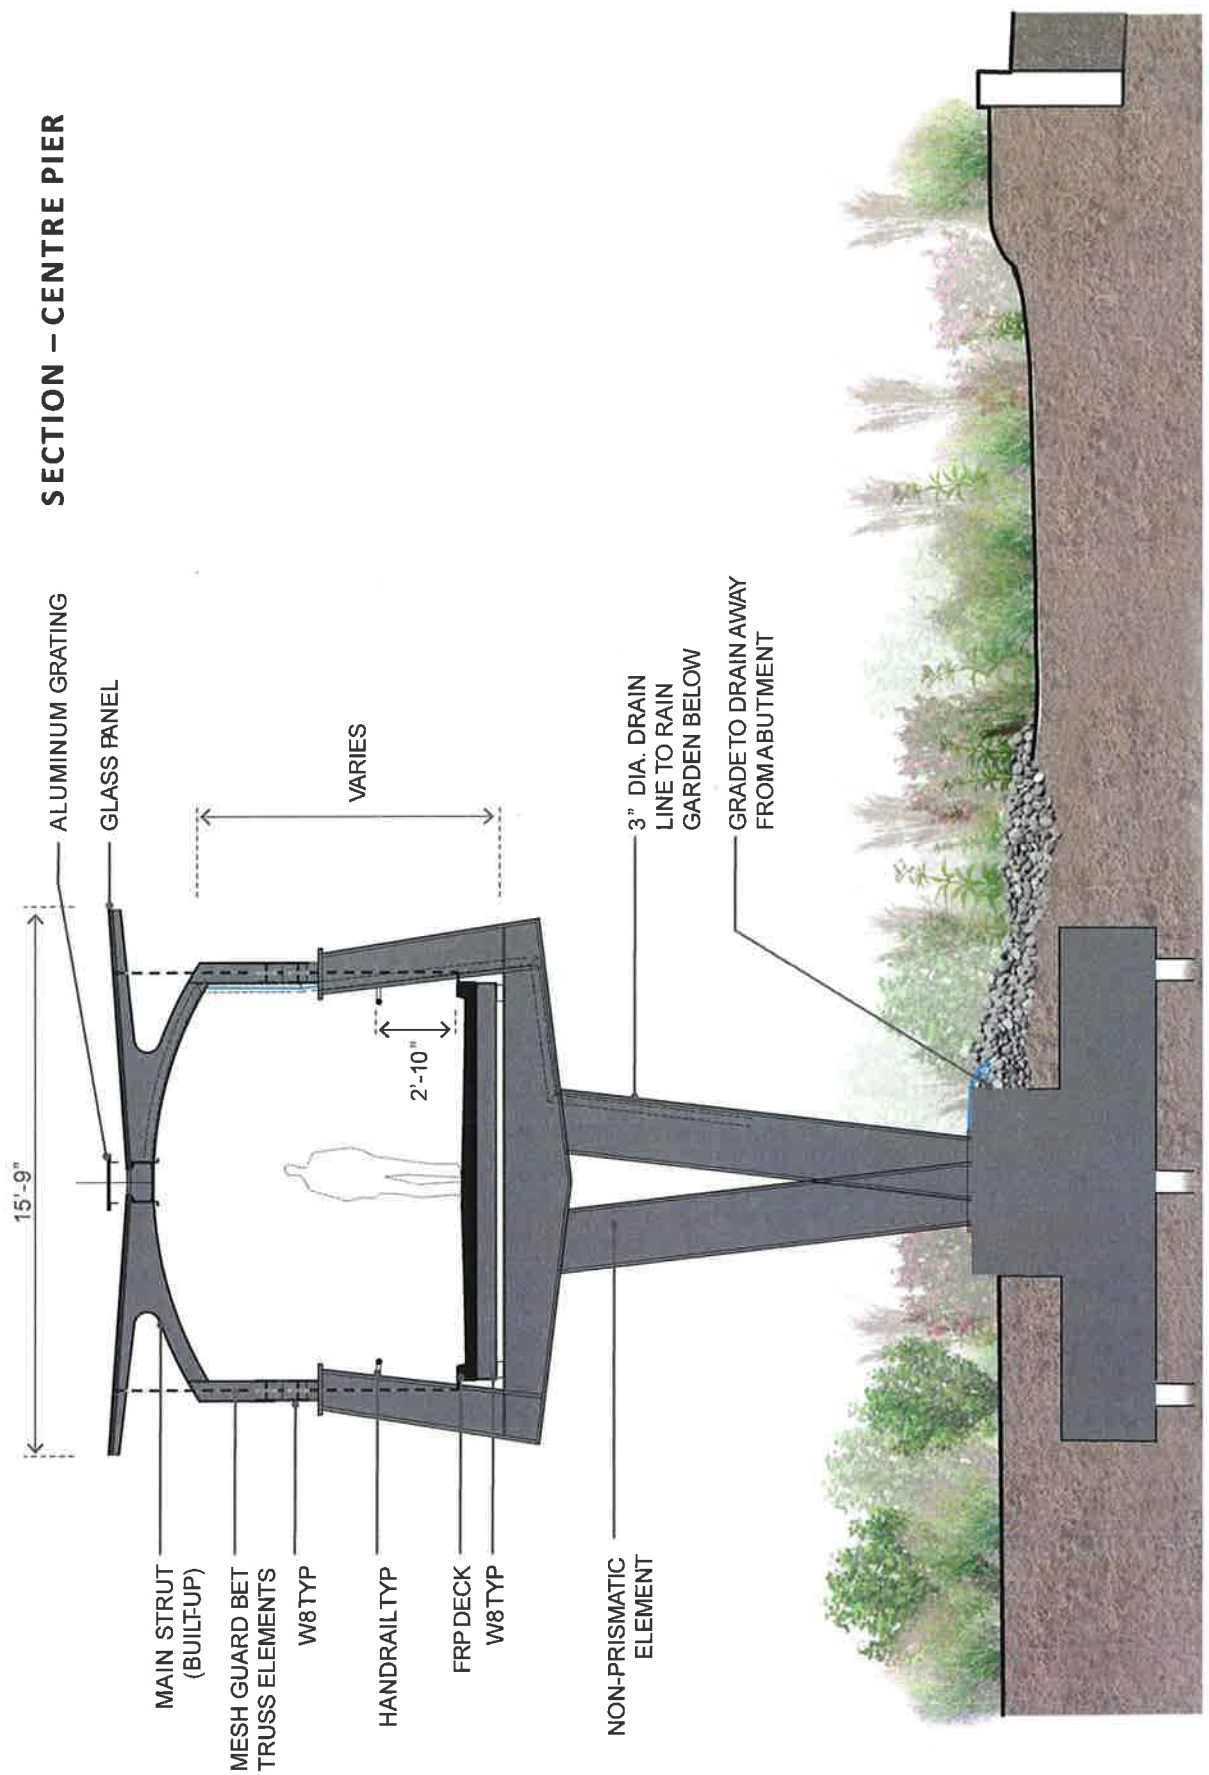 SECTION – CENTRE PIER
15'-9"
ALUMINUM GRATING
GLASS PANEL
VARIES
2'-10"
3" DIA. DRAIN
LINE TO RAIN
GARDEN BELOW
GRADE TO DRAIN AWAY
FROM ABUTMENT
MAIN STRUT
(BUILT-UP)
MESH GUARD BET
TRUSS ELEMENTS
W8 TYP
HANDRAIL TYP
FRP DECK
W8 TYP
NON-PRISMATIC
ELEMENT